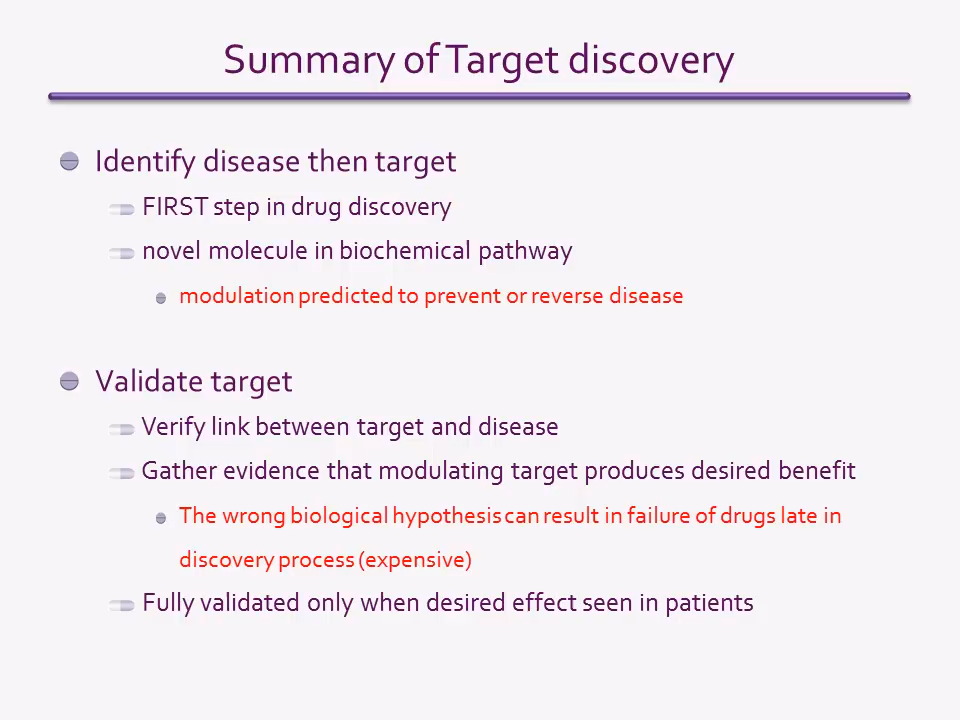 Summary of Target discovery
Identify disease then target
FIRST step in drug discovery
novel molecule in biochemical pathway
modulation predicted to prevent or reverse disease
Validate target
Verify link between target and disease
Gather evidence that modulating target produces desired benefit
The wrong biological hypothesis can result in failure of drugs late in
discovery process (expensive)
Fully validated only when desired effect seen in patients